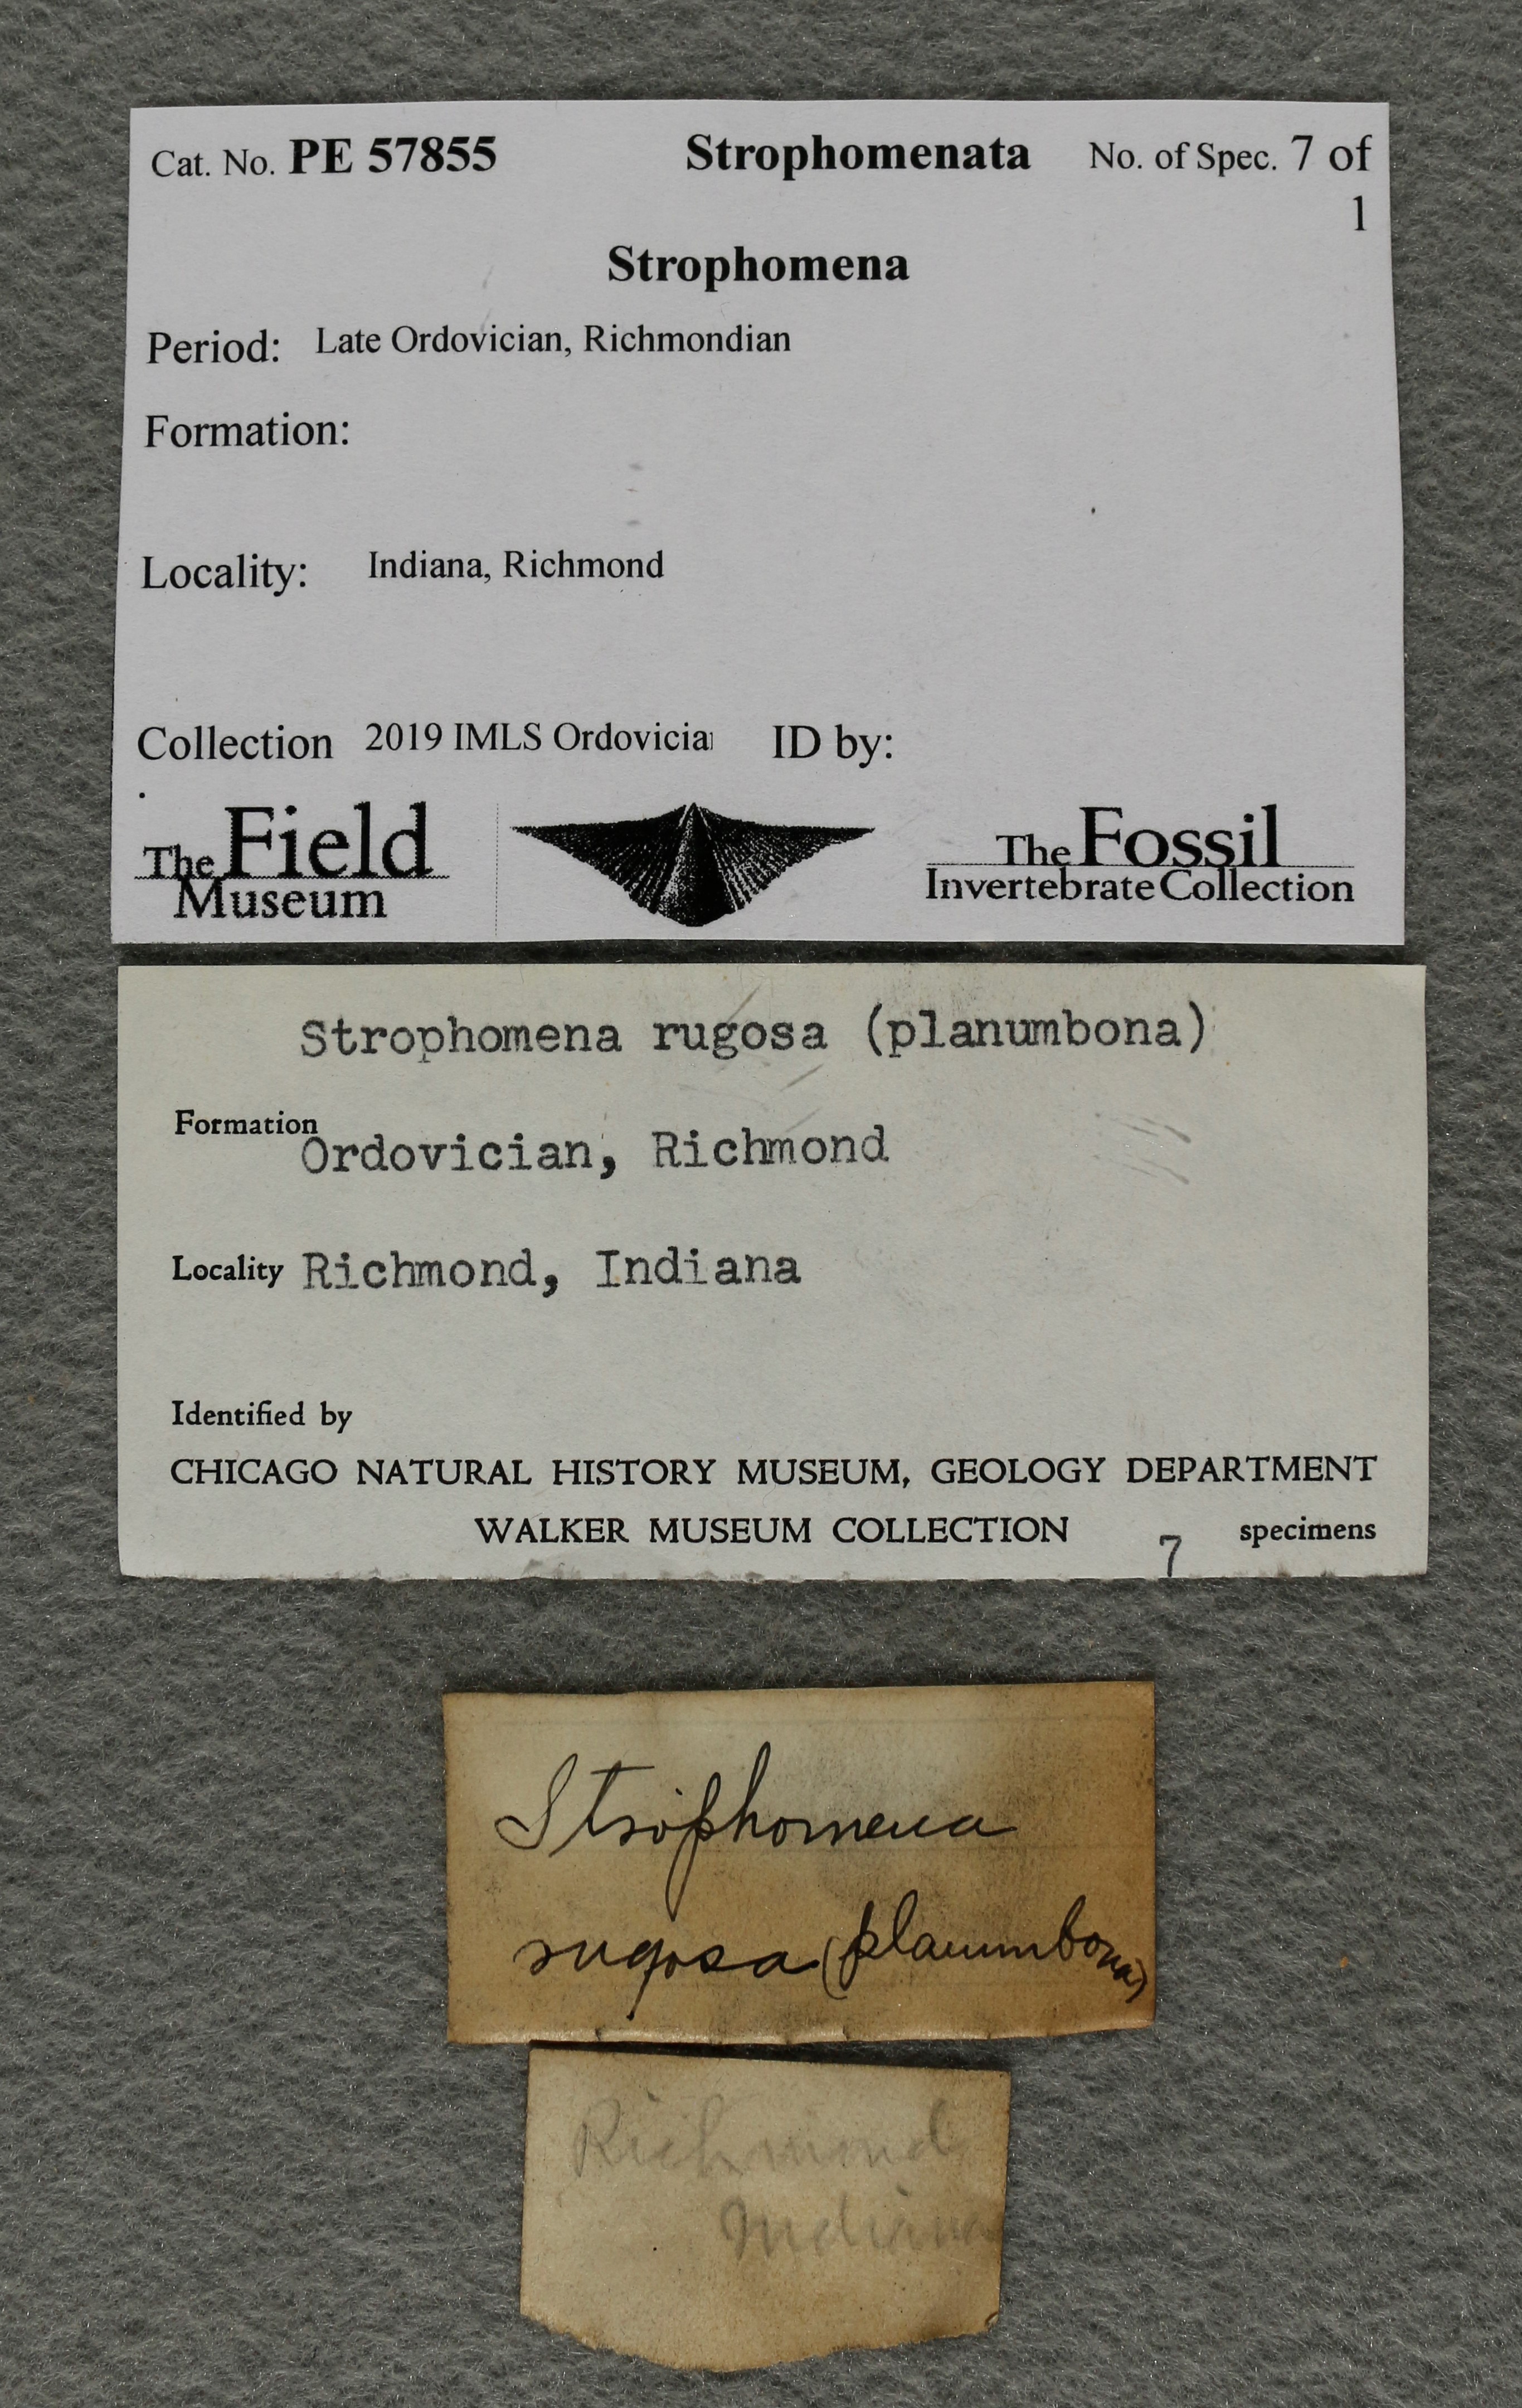 Cat. No. PE 57855 Strophomenata No. of Spec. 7 of
1
Strophomena
Period: Late Ordovician, Richmondian
Formation:
Locality: Indiana, Richmond
Collection 2019 IMLS Ordovicia ID by:
The Field
Museum
The Fossil
Invertebrate Collection
Strophomena rugosa (planumbona)
Formation
Ordovician, Richmond
Locality Richmond, Indiana
Identified by
CHICAGO NATURAL HISTORY MUSEUM, GEOLOGY DEPARTMENT
WALKER MUSEUM COLLECTION 7 specimens
Strophomena
rugosa (planumbona)
Richmond
Indiana